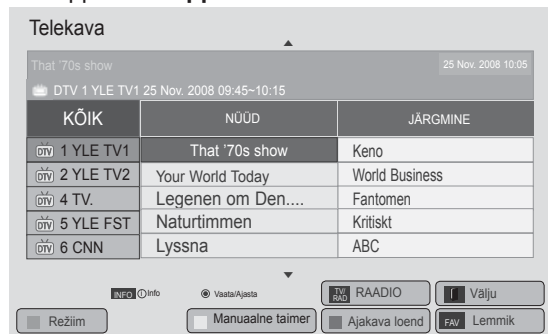 Telekava
That ’70s show 25 Nov. 2008 10:05
DTV 1 YLE TV1 25 Nov. 2008 09:45~10:15
KÕIK NÜÜD JÄRGMINE
DTV 1 YLE TV1 That ’70s show Keno
DTV 2 YLE TV2 Your World Today World Business
DTV 4 TV. Legenen om Den.... Fantomen
DTV 5 YLE FST Naturtimmen Kritiskt
DTV 6 CNN Lyssna ABC
INFO ⓘInfo ◉ Vaata/Ajasta TV/RAD RAADIO Välju
Režiim Manuaalne taimer Ajakava loend FAV Lemmik